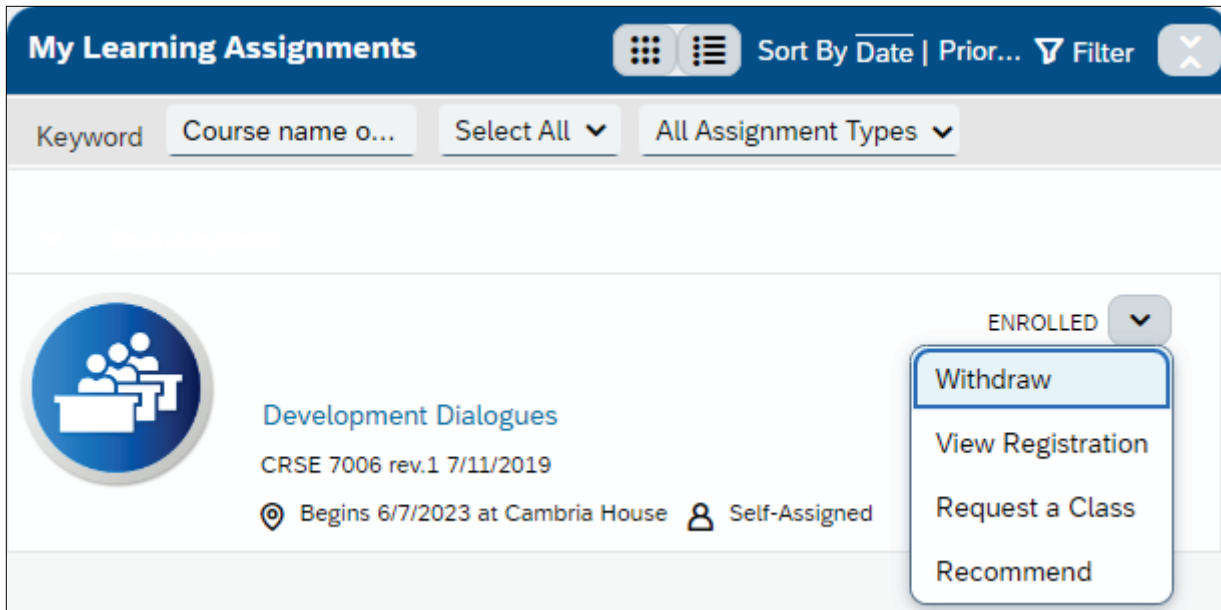 My Learning Assignments Sort By Date | Prior... Filter
Keyword Course name o... Select All All Assignment Types
ENROLLED
Withdraw
Development Dialogues
View Registration
CRSE 7006 rev.1 7/11/2019
Begins 6/7/2023 at Cambria House Self-Assigned
Request a Class
Recommend